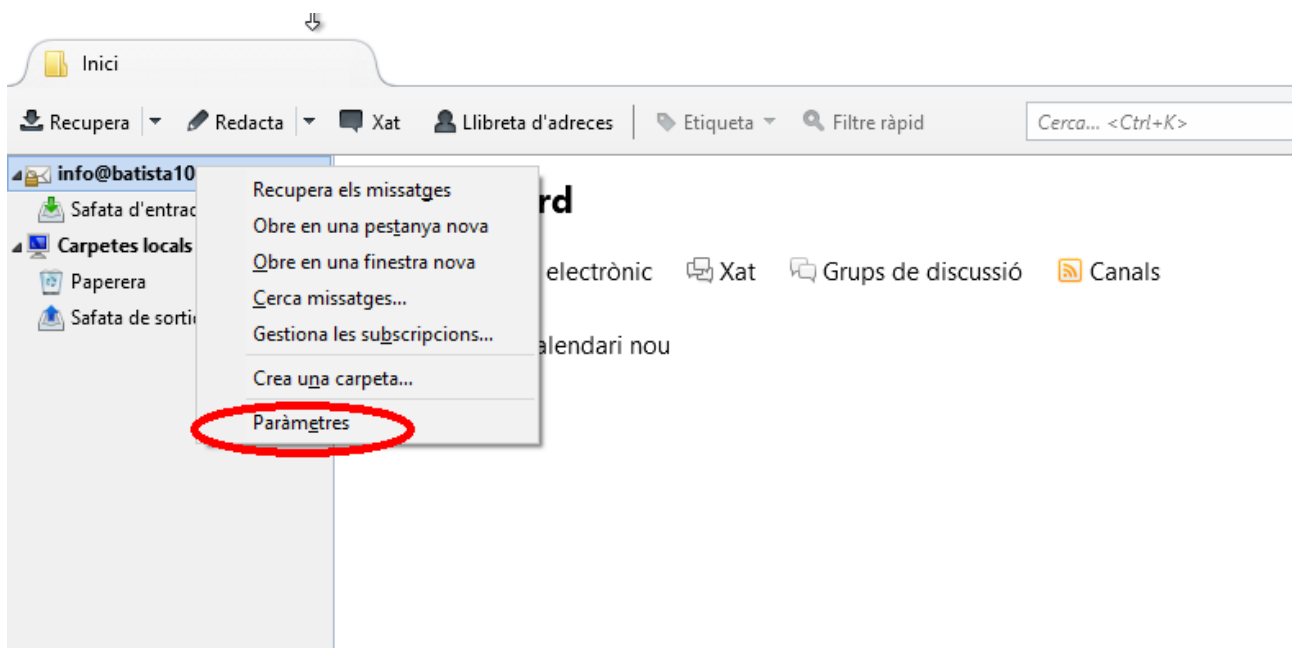 Inici
Recupera Redacta Xat Llibreta d'adreces Etiqueta Filtre ràpid Cerca... <Ctrl+K>
info@batista10
Safata d'entrac
Carpetes locals
Paperera
Safata de sorti
Recupera els missatges
Obre en una pestanya nova
Obre en una finestra nova
Cerca missatges...
Gestiona les subscripcions...
Crea una carpeta...
Paràmetres
rd
electrònic Xat Grups de discussió Canals
alendari nou